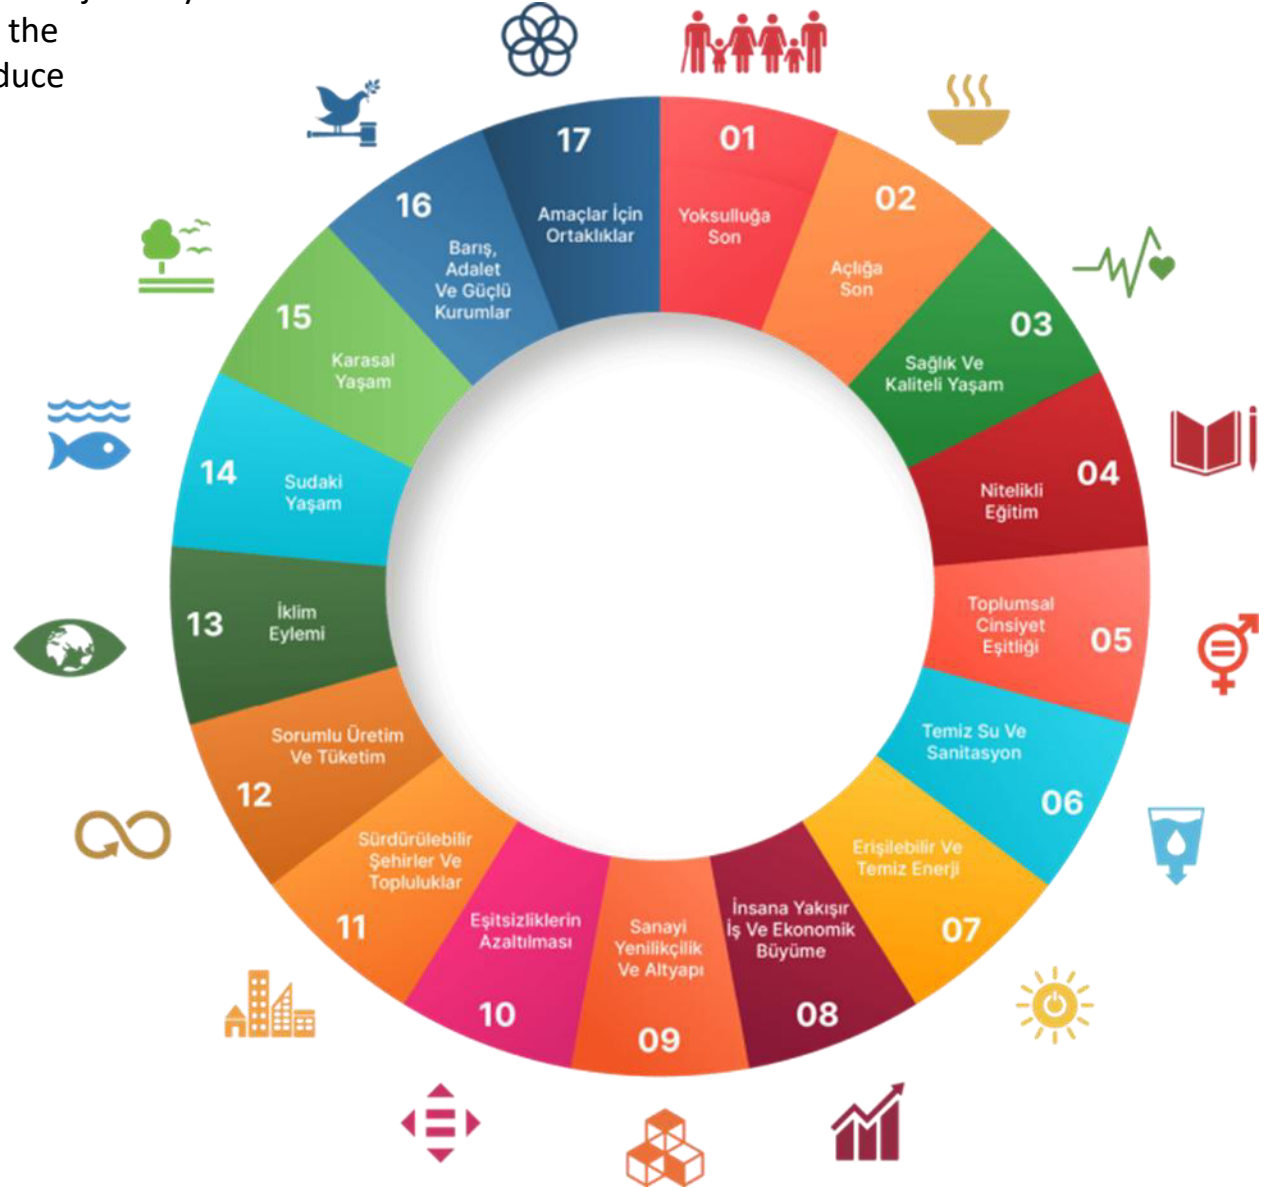 the
duce
01
Yoksulluğa
Son
02
Açlığa
Son
03
Sağlık Ve
Kaliteli Yaşam
04
Nitelikli
Eğitim
05
Toplumsal
Cinsiyet
Eşitliği
06
Temiz Su Ve
Sanitasyon
07
Erişilebilir Ve
Temiz Enerji
08
İnsana Yakışır
İş Ve Ekonomik
Büyüme
09
Sanayi
Yenilikçilik
Ve Altyapı
10
Eşitsizliklerin
Azaltılması
11
Sürdürülebilir
Şehirler Ve
Topluluklar
12
Sorumlu Üretim
Ve Tüketim
13
İklim
Eylemi
14
Sudaki
Yaşam
15
Karasal
Yaşam
16
Barış,
Adalet
Ve Güçlü
Kurumlar
17
Amaçlar İçin
Ortaklıklar